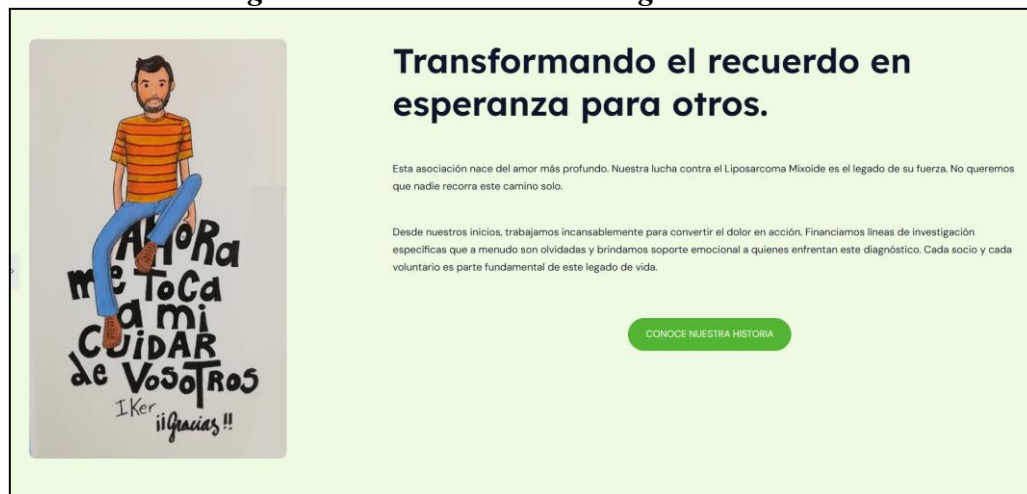 AHORA
me TOCa
a mi
CUiDAR
de VOSOTROS
IKer
¡¡Gracias!!
Transformando el recuerdo en
esperanza para otros.
Esta asociación nace del amor más profundo. Nuestra lucha contra el Liposarcoma Mixoide es el legado de su fuerza. No queremos
que nadie recorra este camino solo.
Desde nuestros inicios, trabajamos incansablemente para convertir el dolor en acción. Financiamos líneas de investigación
específicas que a menudo son olvidadas y brindamos soporte emocional a quienes enfrentan este diagnóstico. Cada socio y cada
voluntario es parte fundamental de este legado de vida.
CONOCE NUESTRA HISTORIA